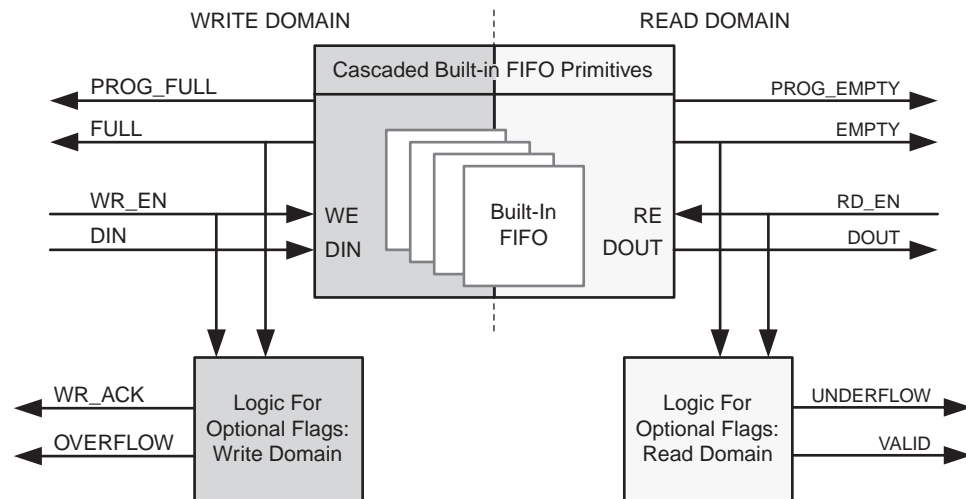 WRITE DOMAIN
READ DOMAIN
Cascaded Built-in FIFO Primitives
PROG_FULL
PROG_EMPTY
FULL
EMPTY
WR_EN
WE
RE
RD_EN
DIN
DIN
DOUT
DOUT
Built-In
FIFO
WR_ACK
OVERFLOW
Logic For
Optional Flags:
Write Domain
Logic For
Optional Flags:
Read Domain
UNDERFLOW
VALID